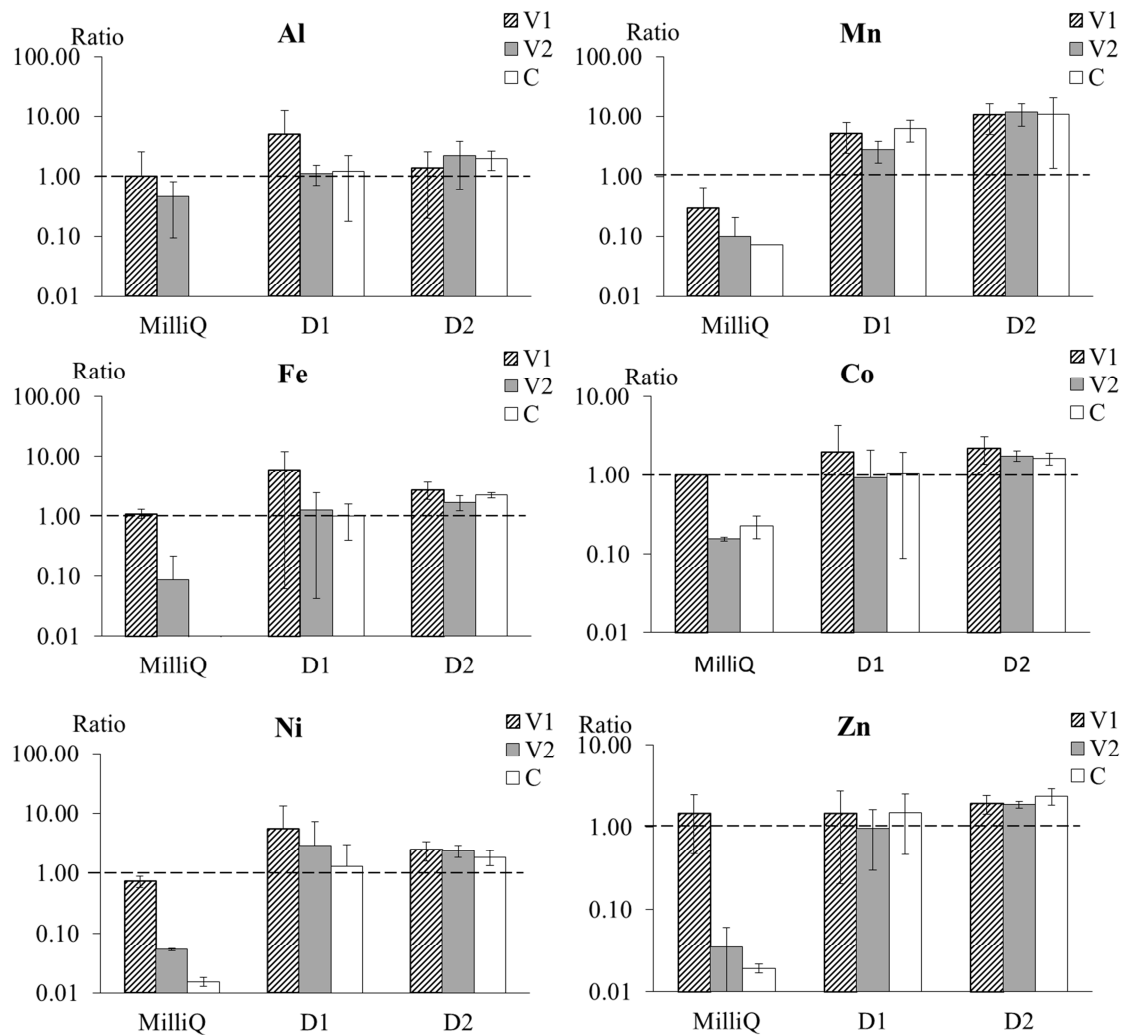 Ratio
Al
V1
V2
C
100.00
10.00
1.00
0.10
0.01
MilliQ
D1
D2
Ratio
Mn
V1
V2
C
100.00
10.00
1.00
0.10
0.01
MilliQ
D1
D2
Ratio
Fe
V1
V2
C
100.00
10.00
1.00
0.10
0.01
MilliQ
D1
D2
Ratio
Co
V1
V2
C
10.00
1.00
0.10
0.01
MilliQ
D1
D2
Ratio
Ni
V1
V2
C
100.00
10.00
1.00
0.10
0.01
MilliQ
D1
D2
Ratio
Zn
V1
V2
C
10.00
1.00
0.10
0.01
MilliQ
D1
D2